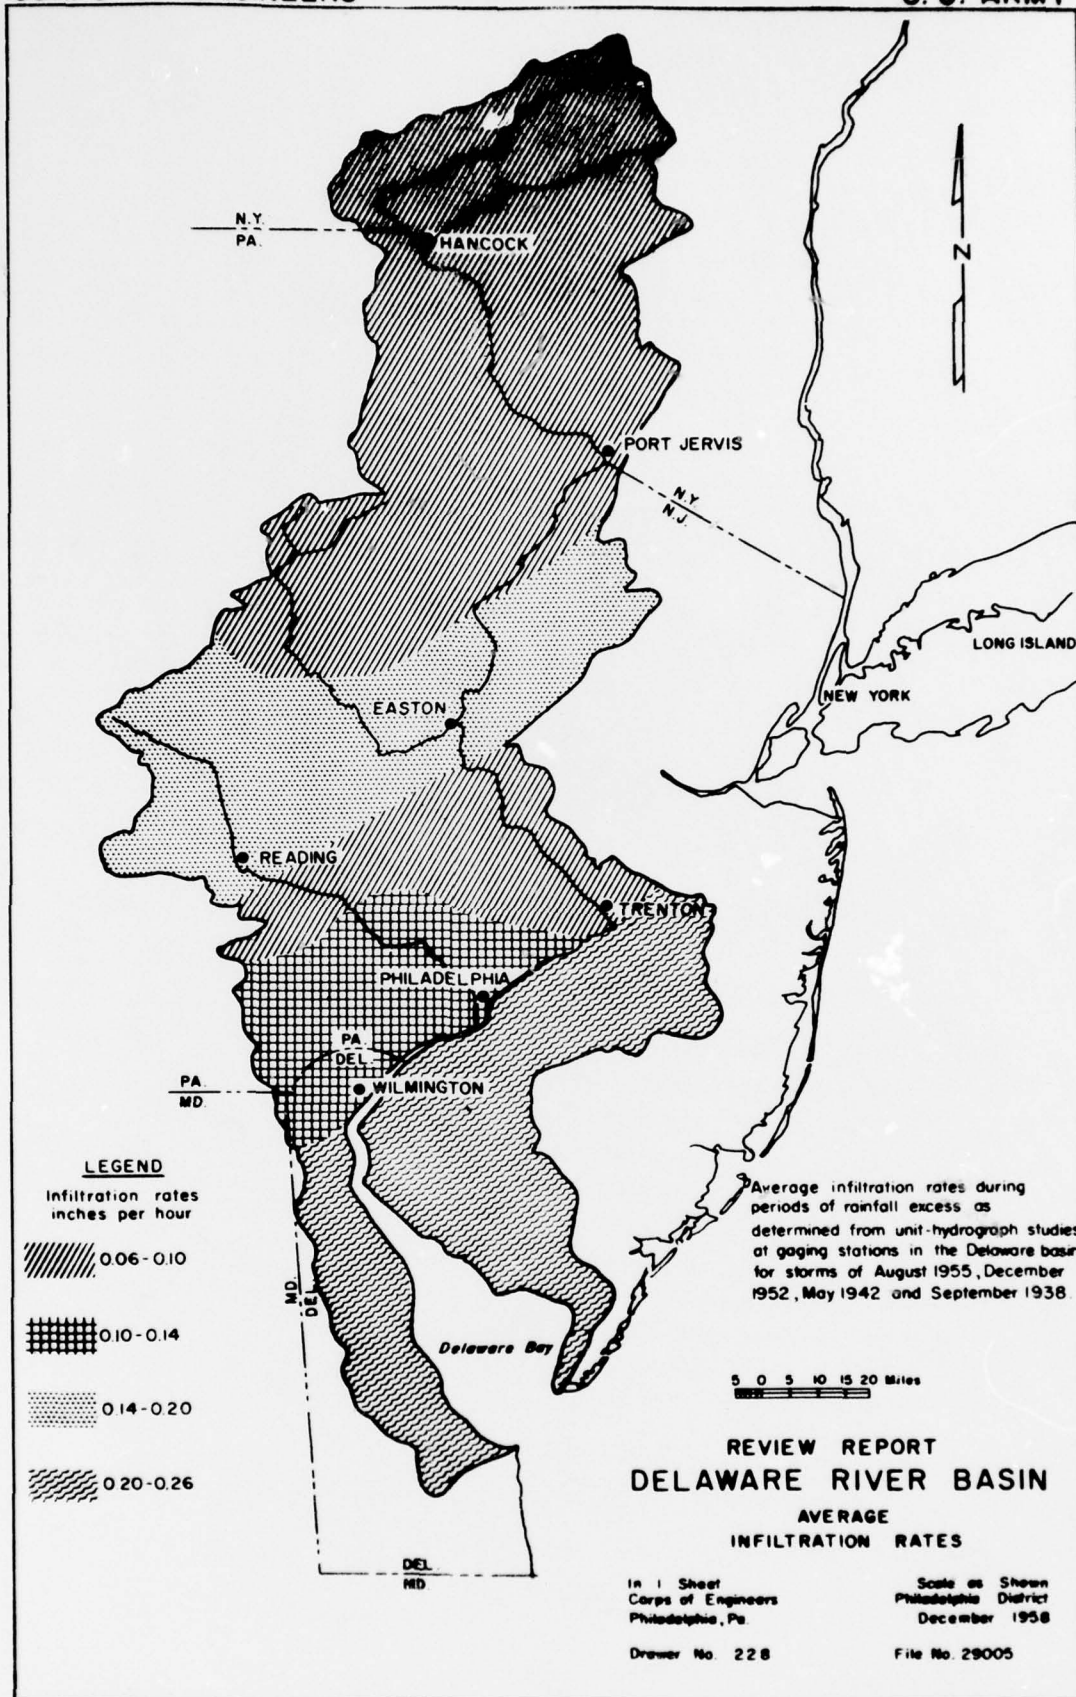 U. S. ARMY
N.Y.
PA.
HANCOCK
N
PORT JERVIS
N.Y.
N.J.
LONG ISLAND
NEW YORK
EASTON
READING
TRENTON
PHILADELPHIA
PA.
DEL.
PA.
MD.
WILMINGTON
LEGEND
Infiltration rates
inches per hour
0.06-0.10
0.10-0.14
0.14-0.20
0.20-0.26
MD.
DEL.
Delaware Bay
Average infiltration rates during
periods of rainfall excess as
determined from unit-hydrograph studies
at gaging stations in the Delaware basin
for storms of August 1955, December
1952, May 1942 and September 1938.
5 0 5 10 15 20 Miles
REVIEW REPORT
DELAWARE RIVER BASIN
AVERAGE
INFILTRATION RATES
DEL.
MD.
In 1 Sheet
Scale as Shown
Corps of Engineers
Philadelphia District
Philadelphia, Pa.
December 1958
Drawer No. 228
File No. 29005